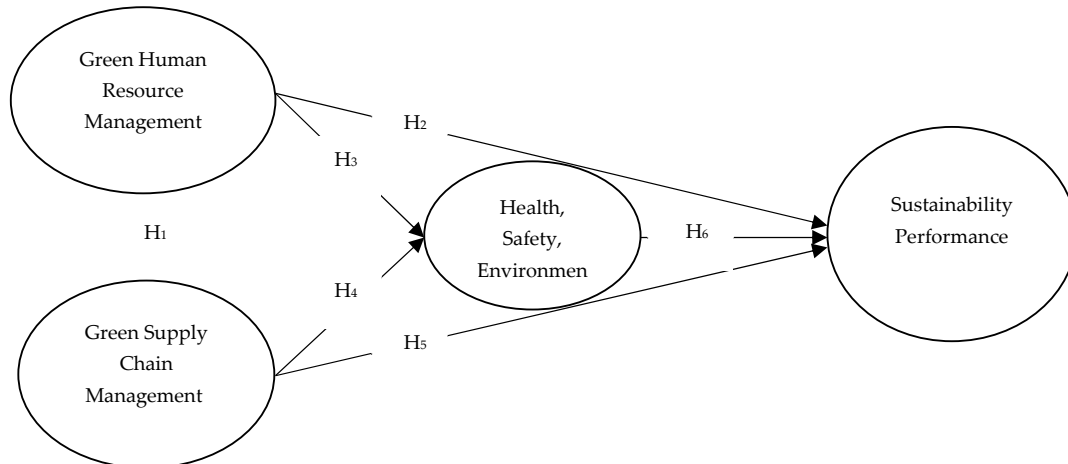 Green Human
Resource
Management
H₂
H₃
Health,
Safety,
Environmen
H₆
Sustainability
Performance
H₁
H₄
Green Supply
Chain
Management
H₅